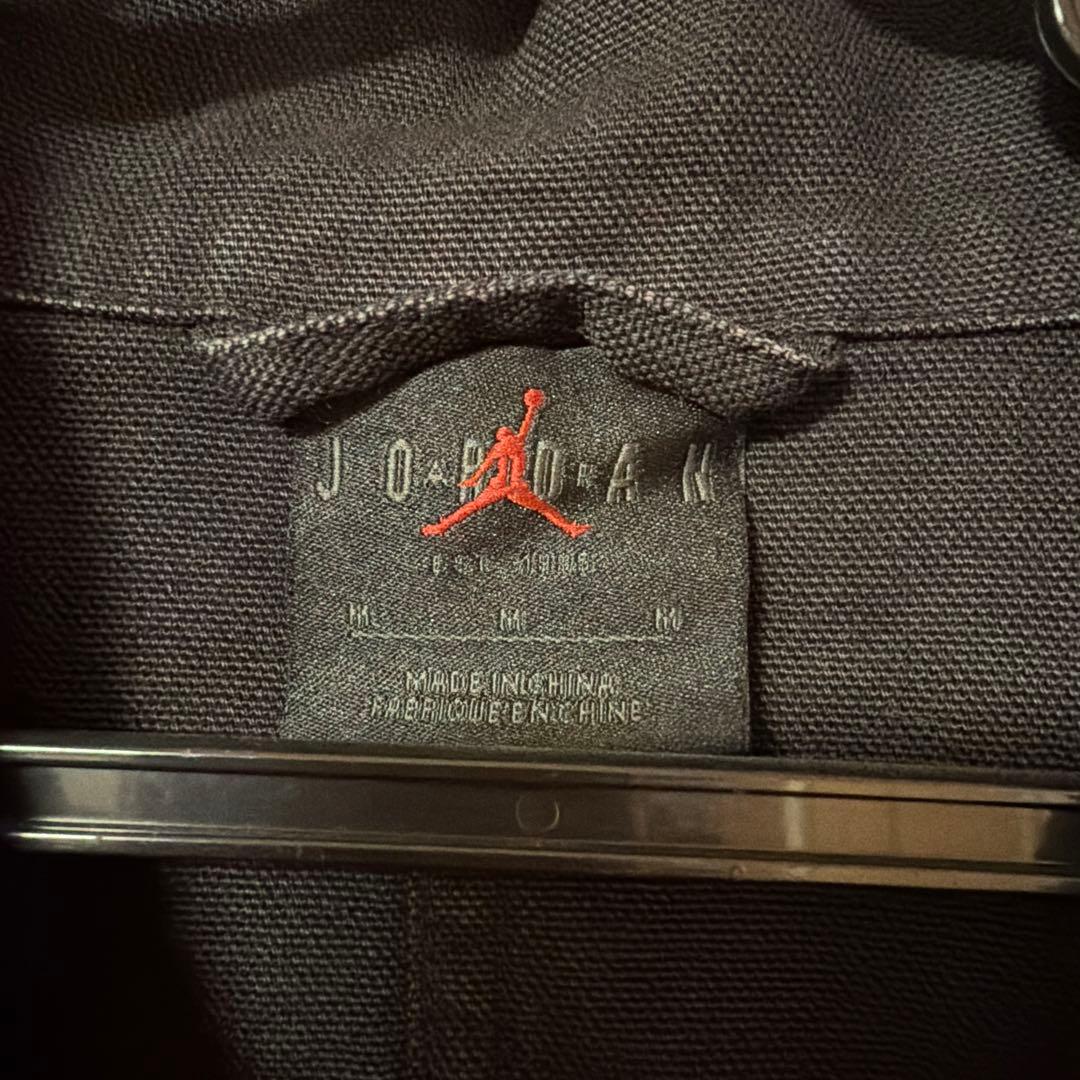 JORDAN
M M M
MADE IN CHINA
FABRIQUE EN CHINE